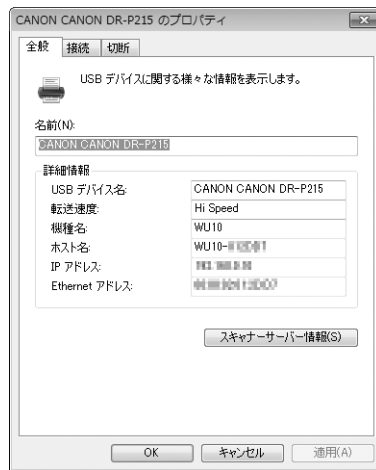 CANON CANON DR-P215 のプロパティ
全般 接続 切断
USB デバイスに関する様々な情報を表示します。
名前(N):
CANON CANON DR-P215
詳細情報
USB デバイス名: CANON CANON DR-P215
転送速度: Hi Speed
機種名: WU10
ホスト名: WU10-
IP アドレス:
Ethernet アドレス:
スキャナーサーバー情報(S)
OK キャンセル 適用(A)